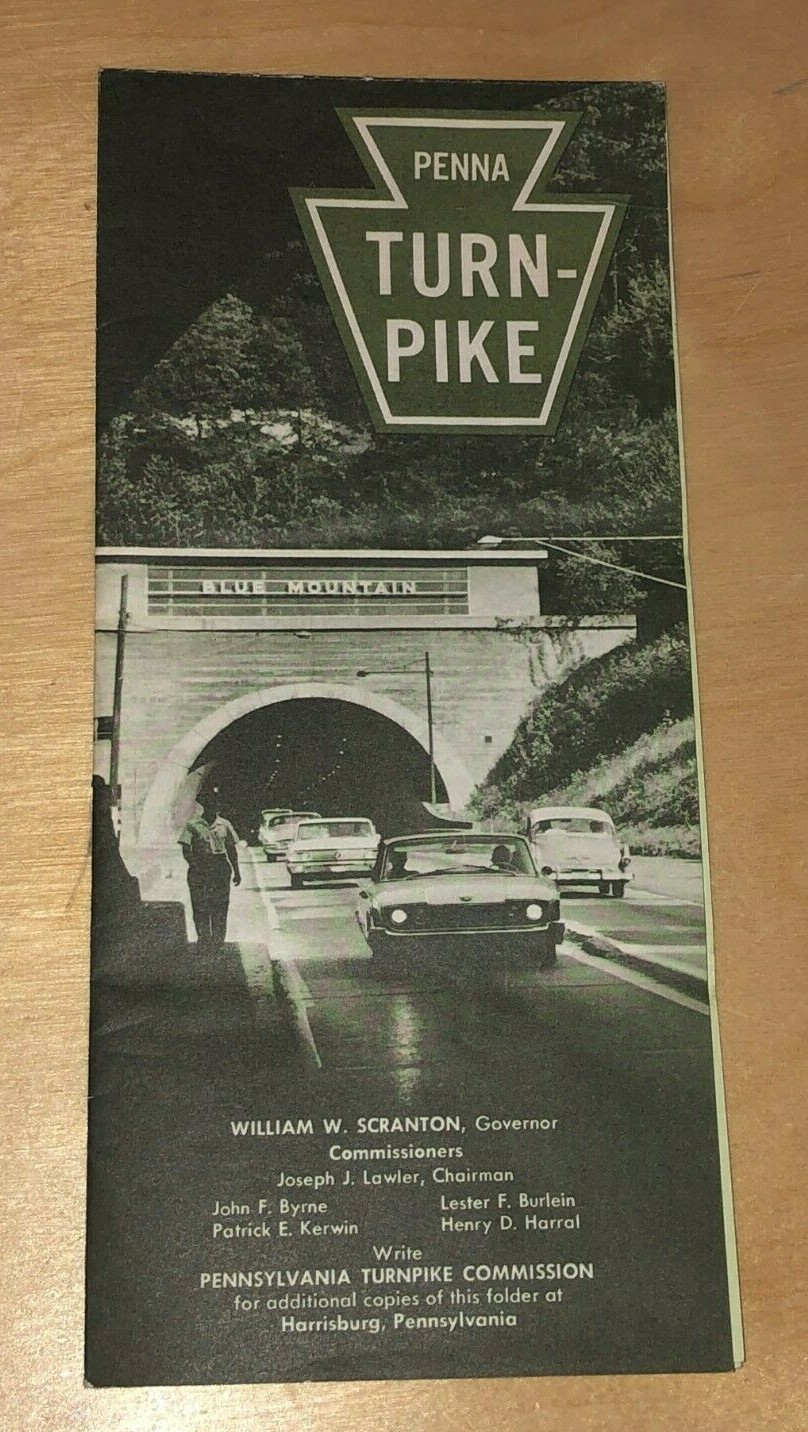 PENNA
TURN-
PIKE
BLUE MOUNTAIN
WILLIAM W. SCRANTON, Governor
Commissioners
Joseph J. Lawler, Chairman
John F. Byrne Lester F. Burlein
Patrick E. Kerwin Henry D. Harral
Write
PENNSYLVANIA TURNPIKE COMMISSION
for additional copies of this folder at
Harrisburg, Pennsylvania